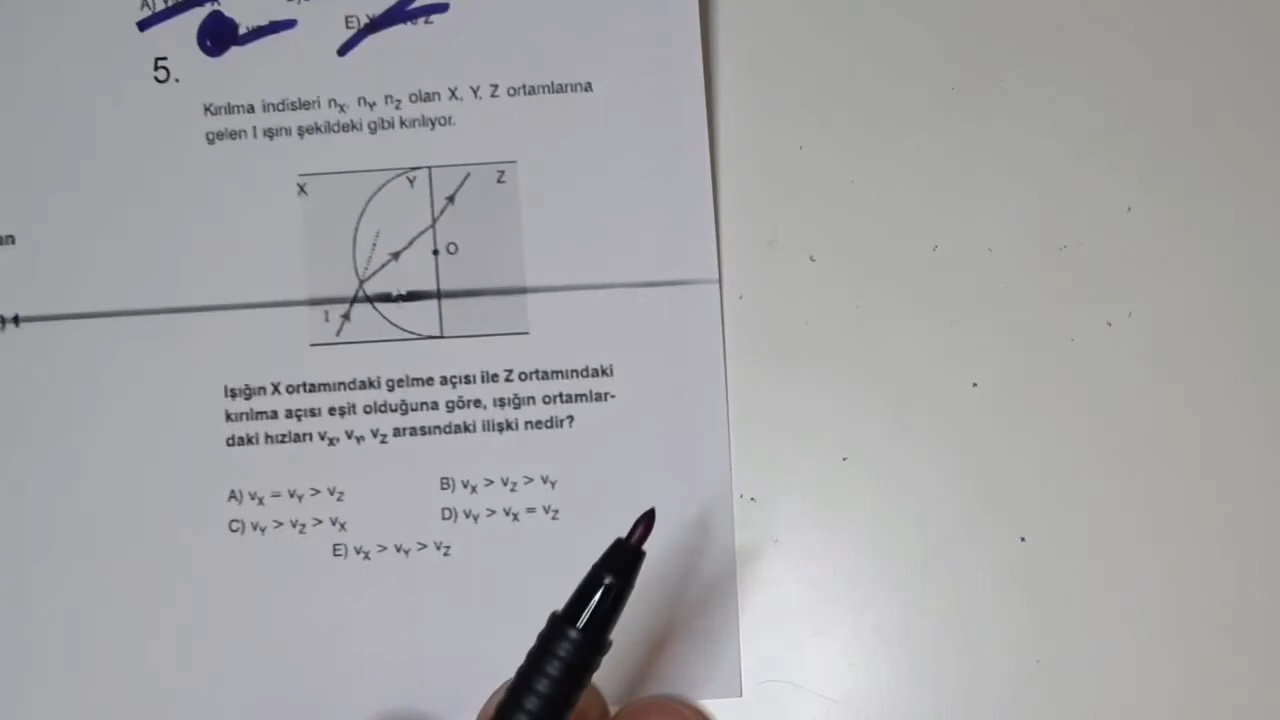 E)
5.
Kırılma indisleri nX, nY, nZ olan X, Y, Z ortamlarına
gelen I ışını şekildeki gibi kırılıyor.
X
Y
Z
O
I
Işığın X ortamındaki gelme açısı ile Z ortamındaki
kırılma açısı eşit olduğuna göre, ışığın ortamlar-
daki hızları vX, vY, vZ arasındaki ilişki nedir?
A) vX = vY > vZ
B) vX > vZ > vY
C) vY > vZ > vX
D) vY > vX = vZ
E) vX > vY > vZ